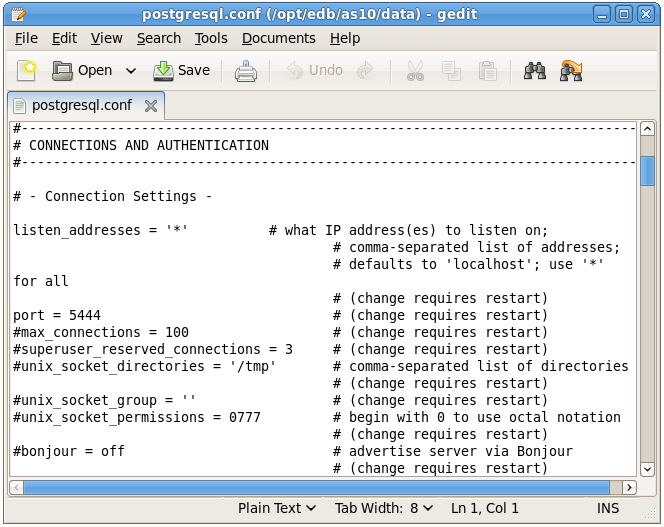 postgresql.conf (/opt/edb/as10/data) - gedit
File Edit View Search Tools Documents Help
Open Save Undo
postgresql.conf
#------------------------------------------------------------------------------
# CONNECTIONS AND AUTHENTICATION
#------------------------------------------------------------------------------
# - Connection Settings -
listen_addresses = '*'          # what IP address(es) to listen on;
                                        # comma-separated list of addresses;
                                        # defaults to 'localhost'; use '*'
for all
                                        # (change requires restart)
port = 5444                             # (change requires restart)
#max_connections = 100                  # (change requires restart)
#superuser_reserved_connections = 3     # (change requires restart)
#unix_socket_directories = '/tmp'       # comma-separated list of directories
                                        # (change requires restart)
#unix_socket_group = ''                 # (change requires restart)
#unix_socket_permissions = 0777         # begin with 0 to use octal notation
                                        # (change requires restart)
#bonjour = off                          # advertise server via Bonjour
                                        # (change requires restart)
Plain Text Tab Width: 8 Ln 1, Col 1 INS